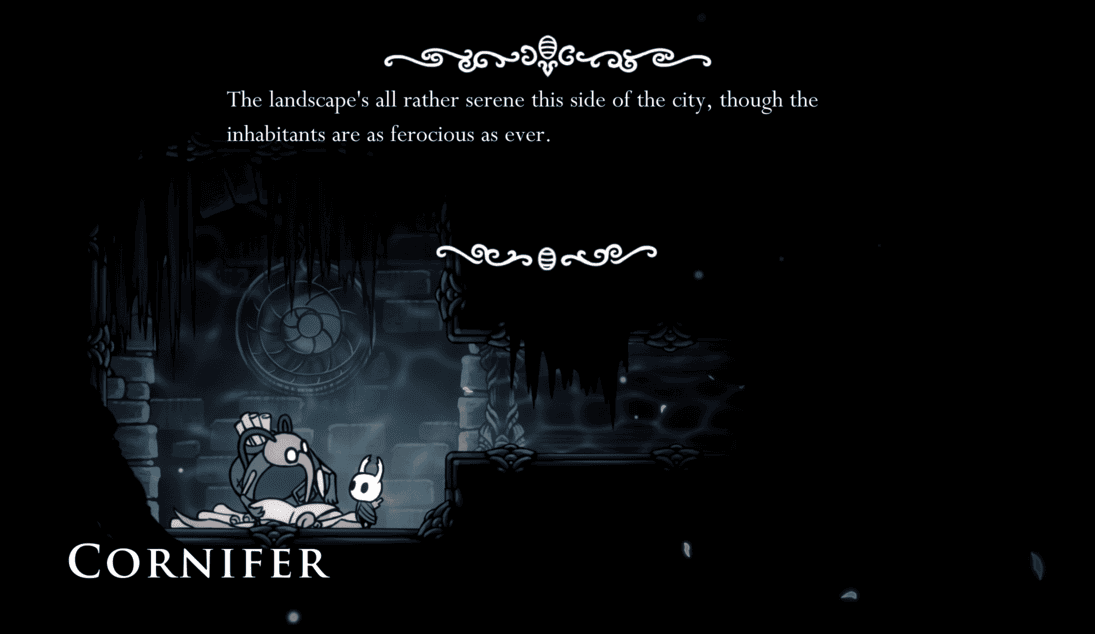 The landscape's all rather serene this side of the city, though the
inhabitants are as ferocious as ever.
CORNIFER